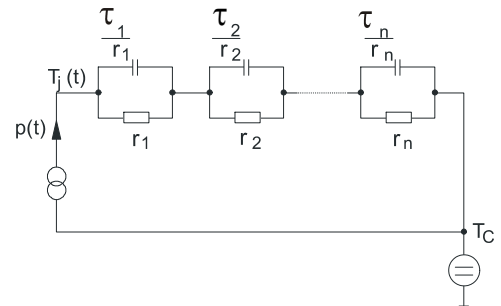 τ1/r1 τ2/r2 τn/rn
Tj (t)
p(t)
r1 r2 rn
TC